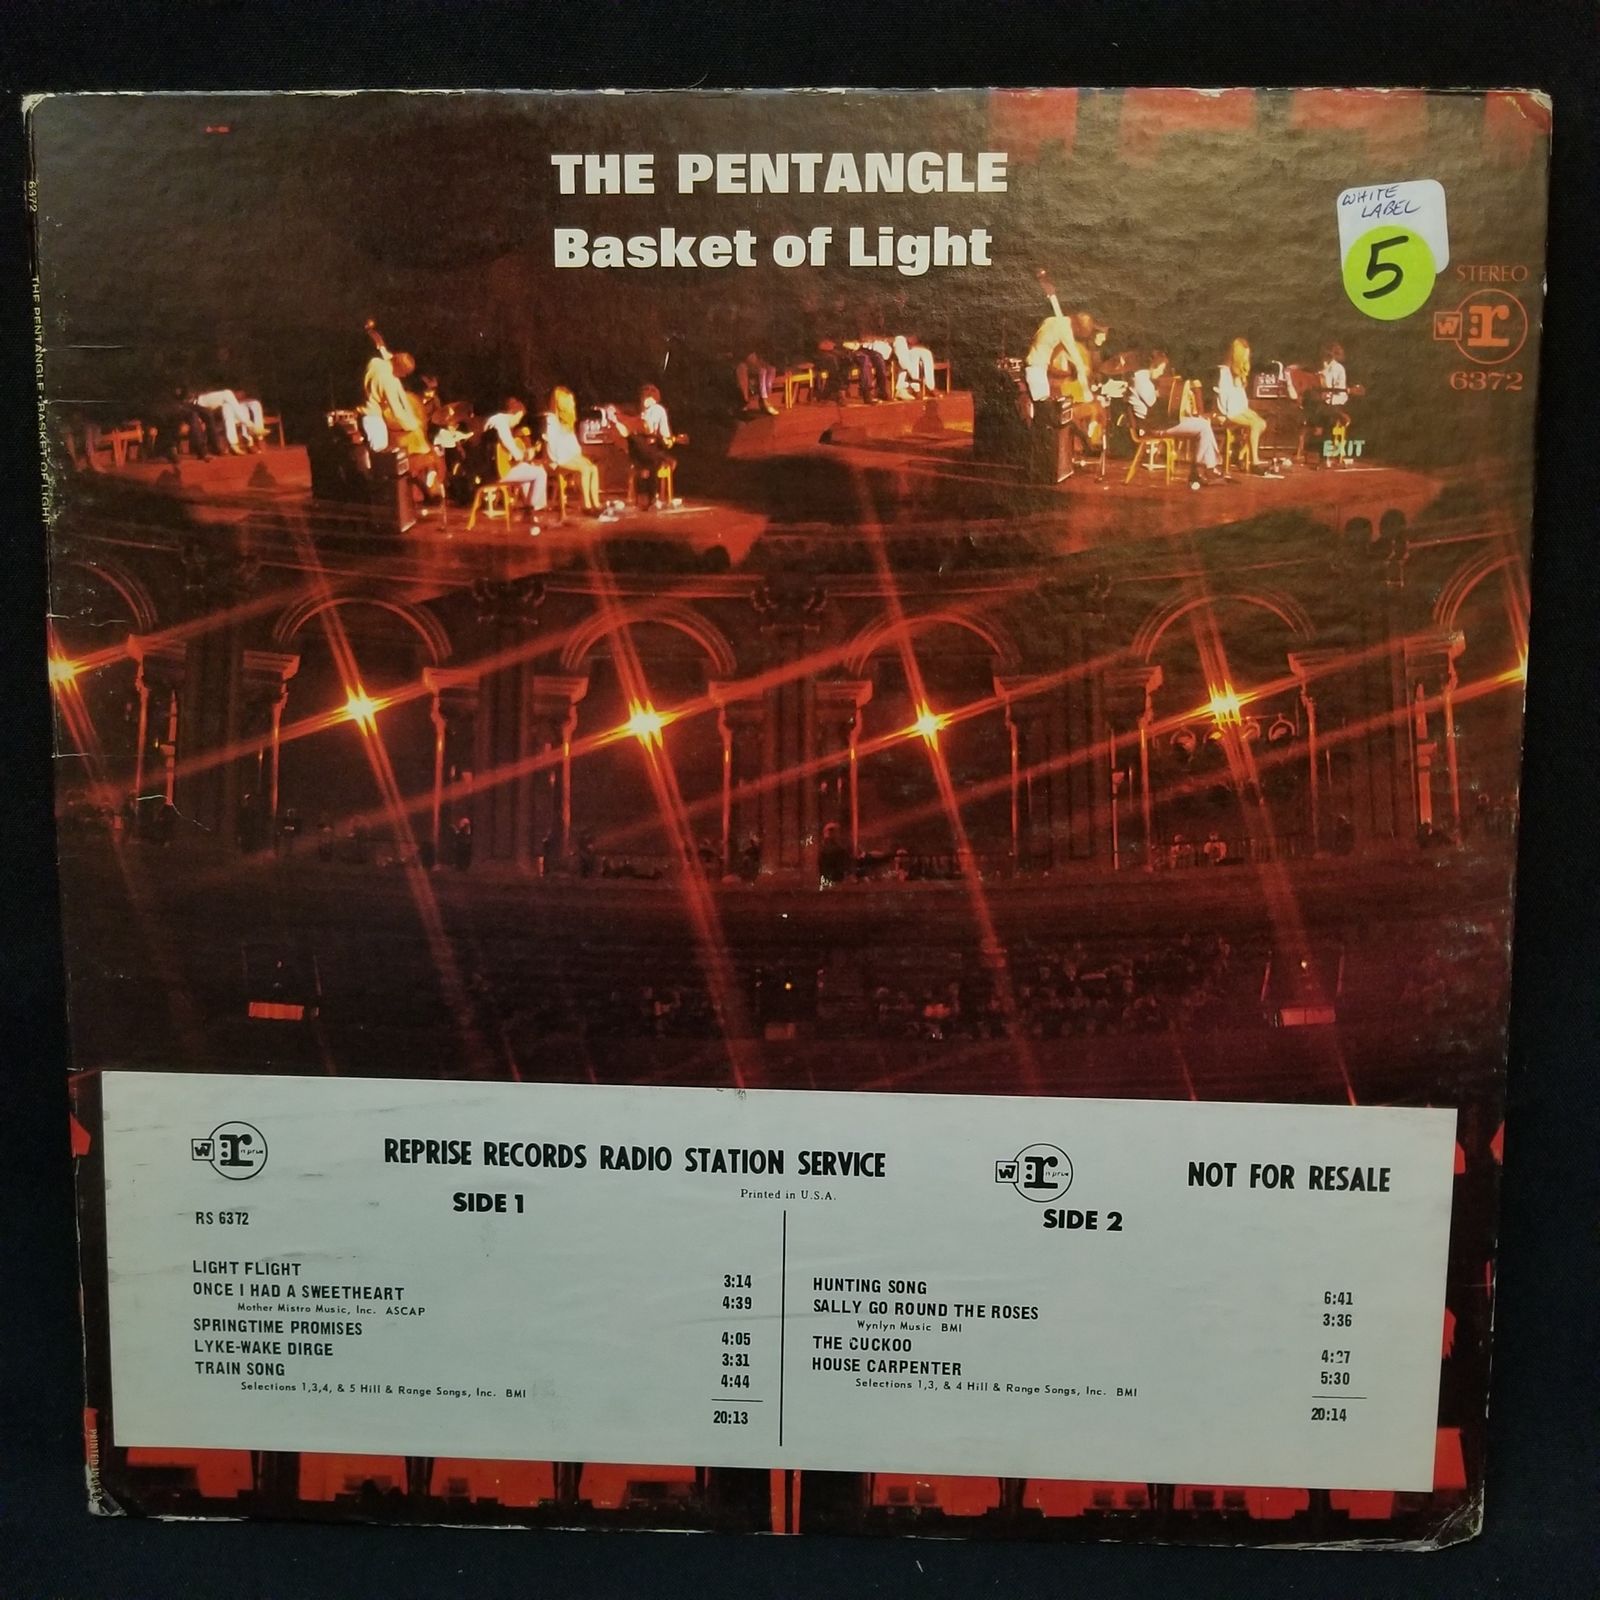 THE PENTANGLE
Basket of Light
WHITE
LABEL
5
STEREO
W7
r
6372
EXIT
6372
THE PENTANGLE • BASKET OF LIGHT
W7 r
REPRISE RECORDS RADIO STATION SERVICE
W7 r
NOT FOR RESALE
Printed in U.S.A.
SIDE 1
SIDE 2
RS 6372
LIGHT FLIGHT 3:14
ONCE I HAD A SWEETHEART 4:39
Mother Mistro Music, Inc. ASCAP
SPRINGTIME PROMISES 4:05
LYKE-WAKE DIRGE 3:31
TRAIN SONG 4:44
Selections 1,3,4, & 5 Hill & Range Songs, Inc. BMI
20:13
HUNTING SONG 6:41
SALLY GO ROUND THE ROSES 3:36
Wynlyn Music BMI
THE CUCKOO 4:27
HOUSE CARPENTER 5:30
Selections 1,3, & 4 Hill & Range Songs, Inc. BMI
20:14
PRINTED IN U.S.A.